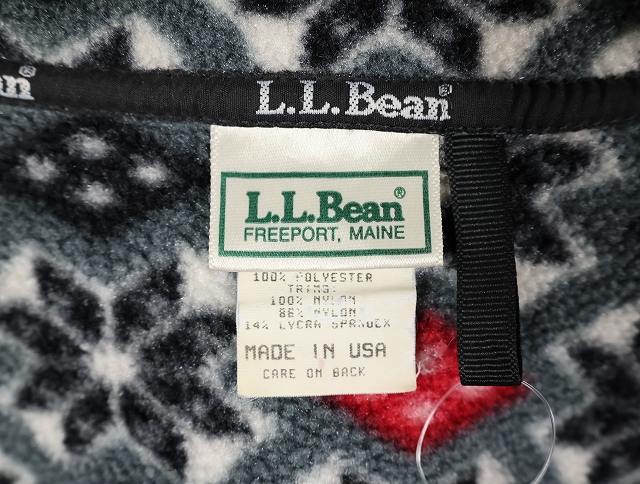 n®
L.L.Bean®
L.L.Bean®
FREEPORT, MAINE
100% POLYESTER
TRIMS:
100% NYLON
86% NYLON
14% LYCRA SPANDEX
MADE IN USA
CARE ON BACK